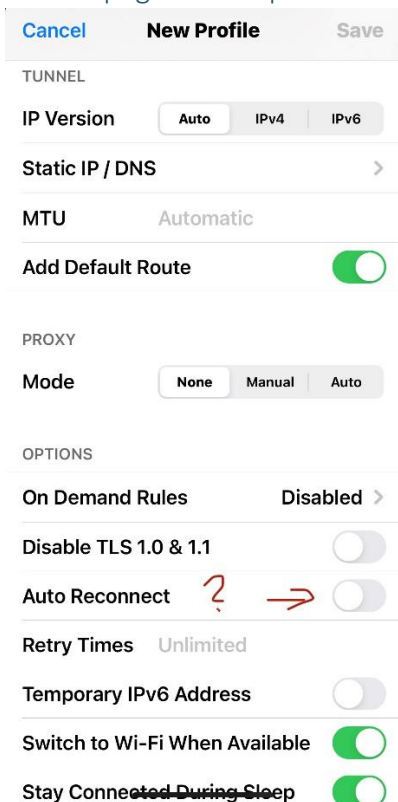 Cancel New Profile Save
TUNNEL
IP Version Auto IPv4 IPv6
Static IP / DNS >
MTU Automatic
Add Default Route
PROXY
Mode None Manual Auto
OPTIONS
On Demand Rules Disabled >
Disable TLS 1.0 & 1.1
Auto Reconnect ? →
Retry Times Unlimited
Temporary IPv6 Address
Switch to Wi-Fi When Available
Stay Connected During Sleep